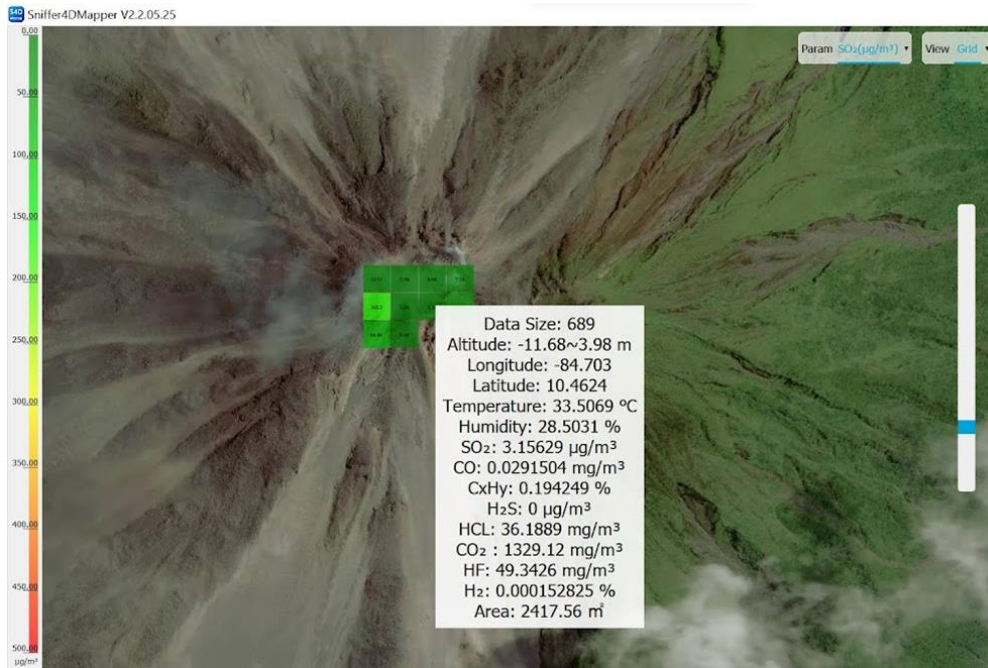 S4D
Sniffer4DMapper V2.2.05.25
0.00
50.00
100.00
150.00
200.00
250.00
300.00
350.00
400.00
450.00
500.00
µg/m³
Param SO₂(µg/m³)
View Grid
Data Size: 689
Altitude: -11.68~3.98 m
Longitude: -84.703
Latitude: 10.4624
Temperature: 33.5069 ºC
Humidity: 28.5031 %
SO₂: 3.15629 µg/m³
CO: 0.0291504 mg/m³
CxHy: 0.194249 %
H₂S: 0 µg/m³
HCL: 36.1889 mg/m³
CO₂ : 1329.12 mg/m³
HF: 49.3426 mg/m³
H₂: 0.000152825 %
Area: 2417.56 ㎡